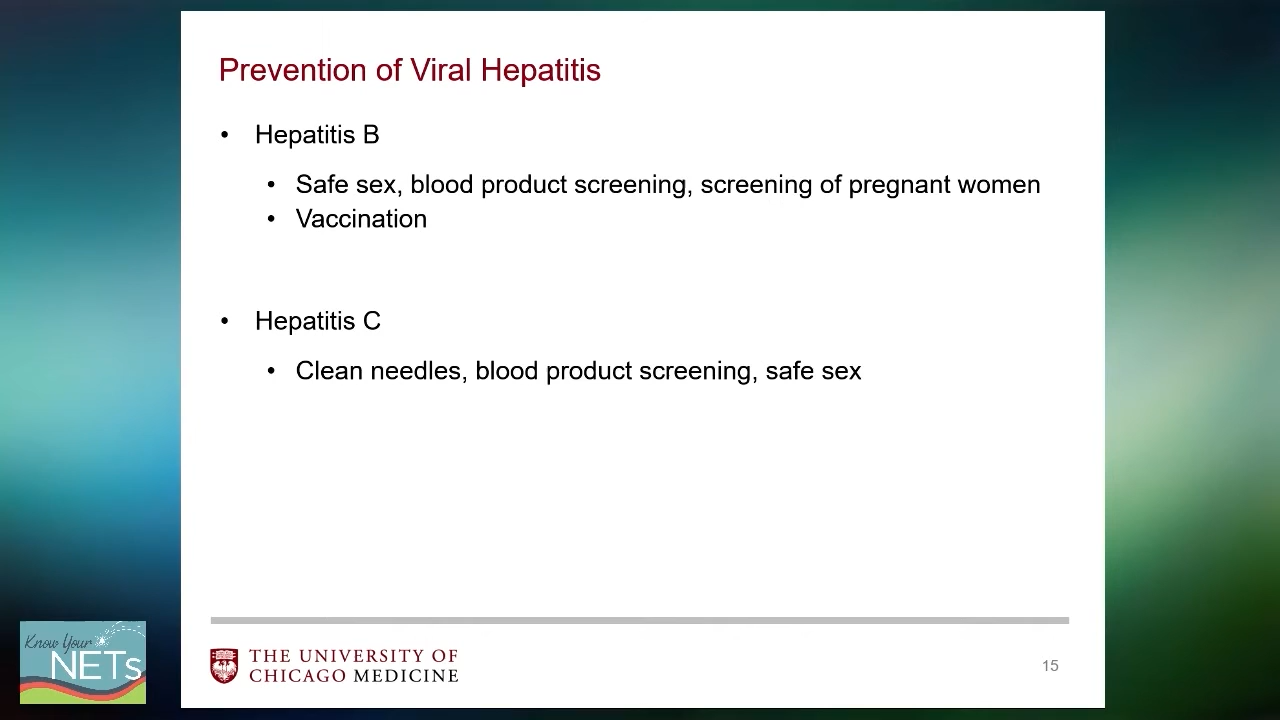 Prevention of Viral Hepatitis
• Hepatitis B
• Safe sex, blood product screening, screening of pregnant women
• Vaccination
• Hepatitis C
• Clean needles, blood product screening, safe sex
THE UNIVERSITY OF
CHICAGO MEDICINE
15
Know Your
NETs